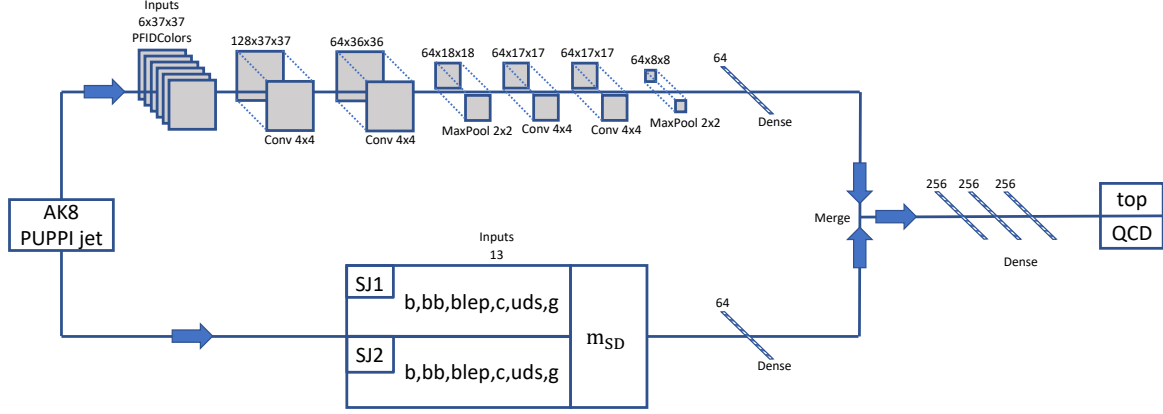 Inputs
6x37x37
PFIDColors
128x37x37
64x36x36
64x18x18
64x17x17
64x17x17
64x8x8
64
Conv 4x4
Conv 4x4
MaxPool 2x2
Conv 4x4
Conv 4x4
MaxPool 2x2
Dense
AK8
PUPPI jet
Merge
256
256
256
Dense
top
QCD
Inputs
13
SJ1
b,bb,blep,c,uds,g
SJ2
b,bb,blep,c,uds,g
mSD
64
Dense